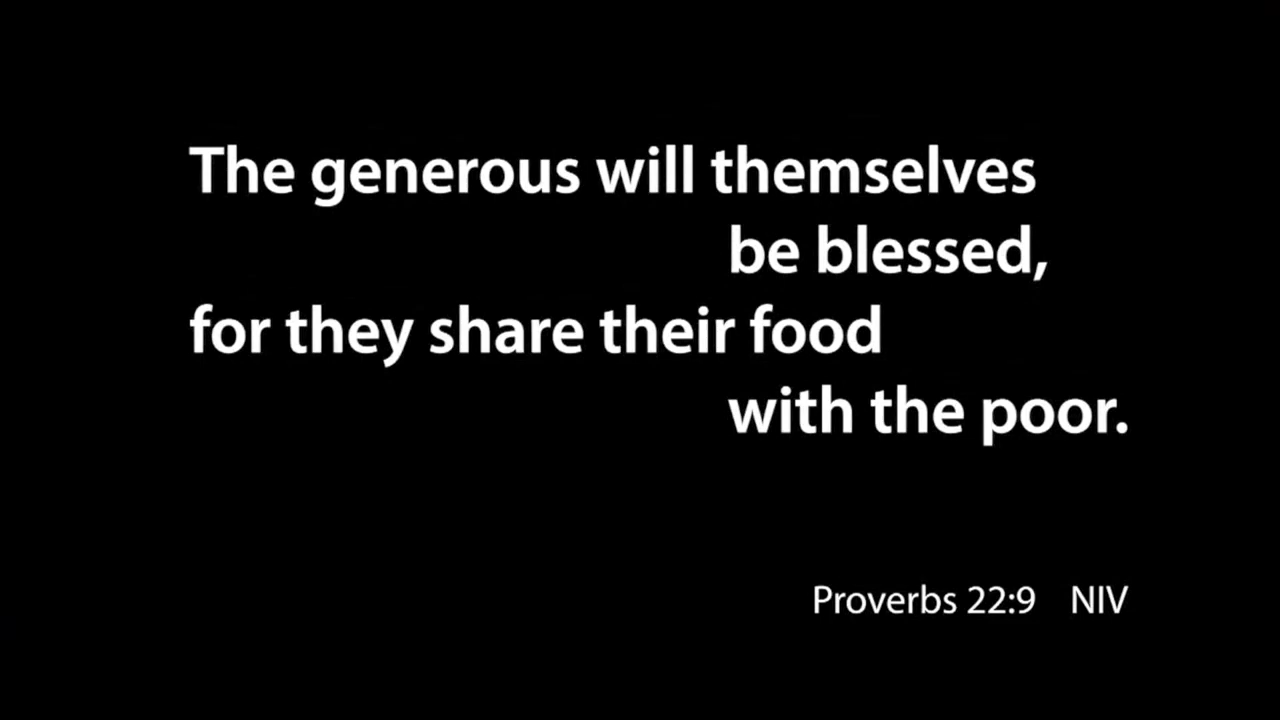 The generous will themselves
be blessed,
for they share their food
with the poor.
Proverbs 22:9 NIV